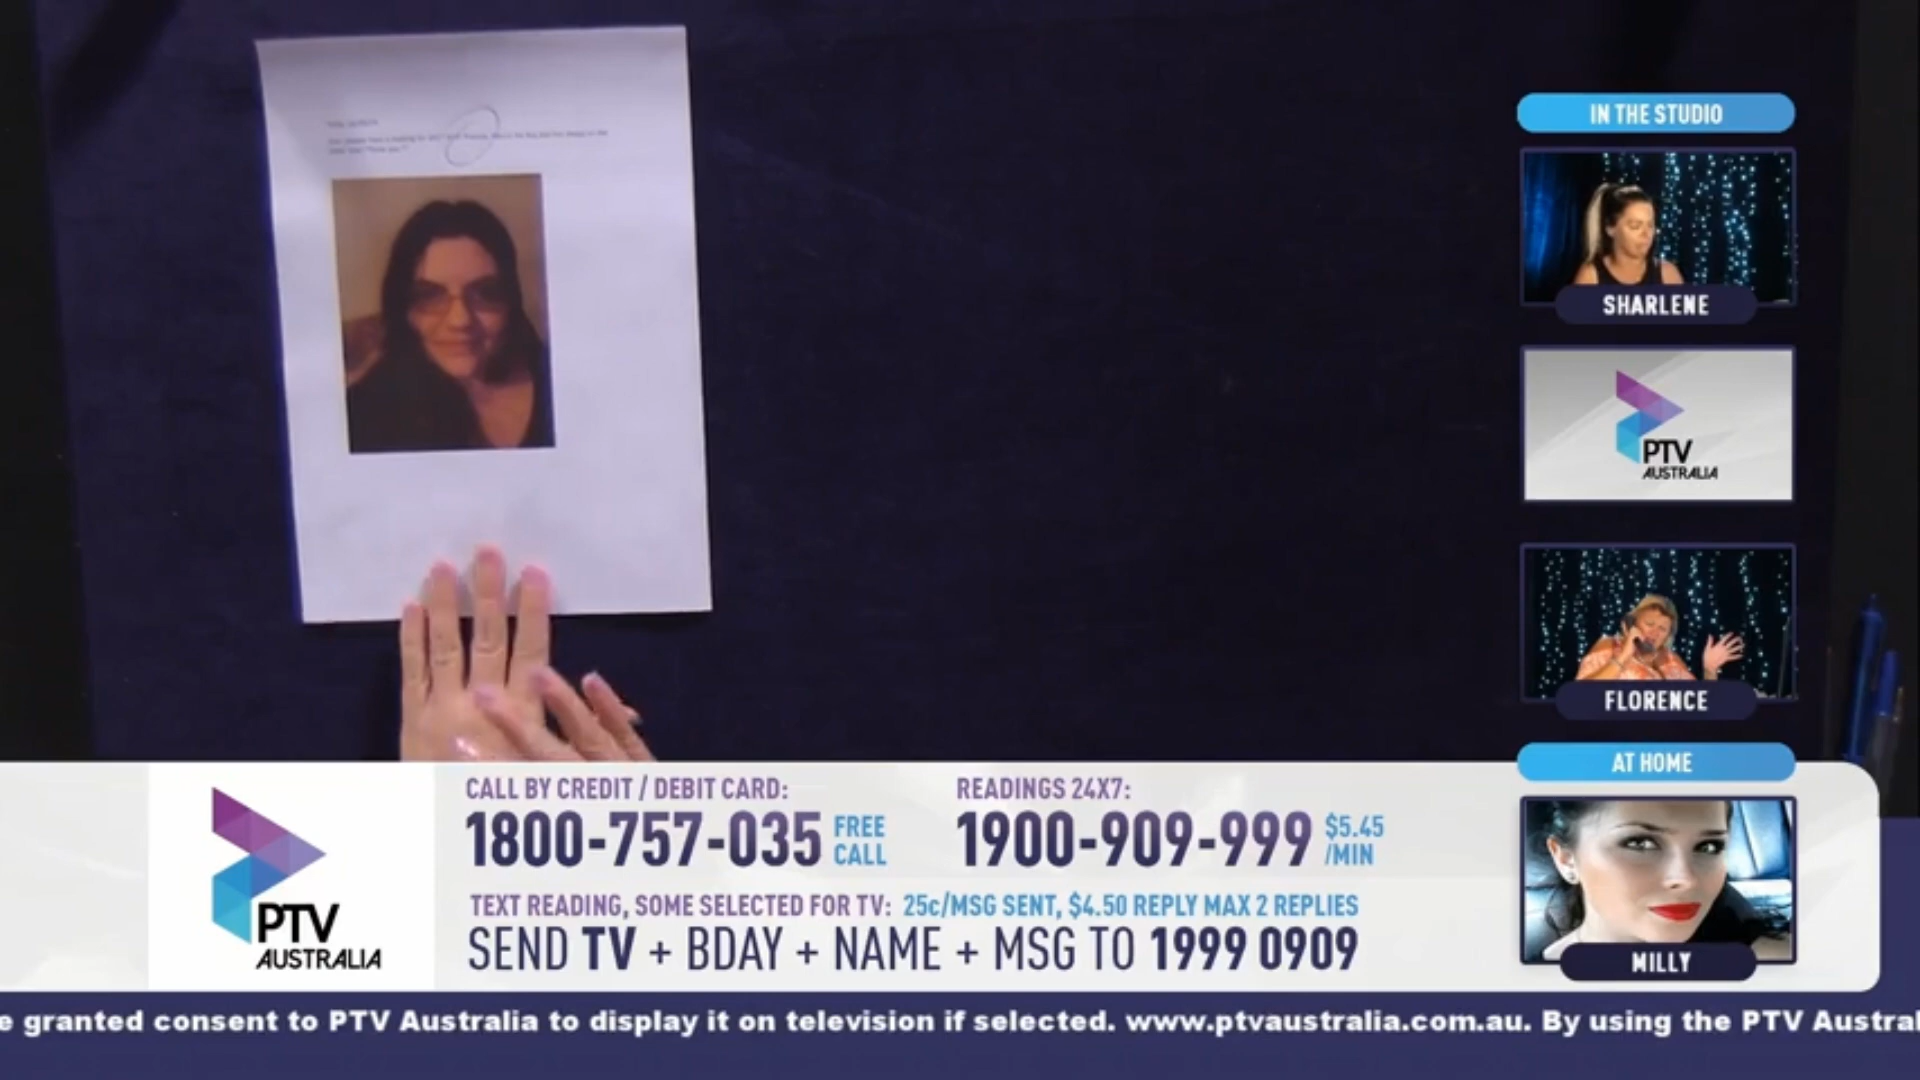 IN THE STUDIO
SHARLENE
PTV
AUSTRALIA
FLORENCE
AT HOME
MILLY
PTV
AUSTRALIA
CALL BY CREDIT / DEBIT CARD:
1800-757-035 FREE CALL
READINGS 24X7:
1900-909-999 $5.45 /MIN
TEXT READING, SOME SELECTED FOR TV: 25c/MSG SENT, $4.50 REPLY MAX 2 REPLIES
SEND TV + BDAY + NAME + MSG TO 1999 0909
e granted consent to PTV Australia to display it on television if selected. www.ptvaustralia.com.au. By using the PTV Austral